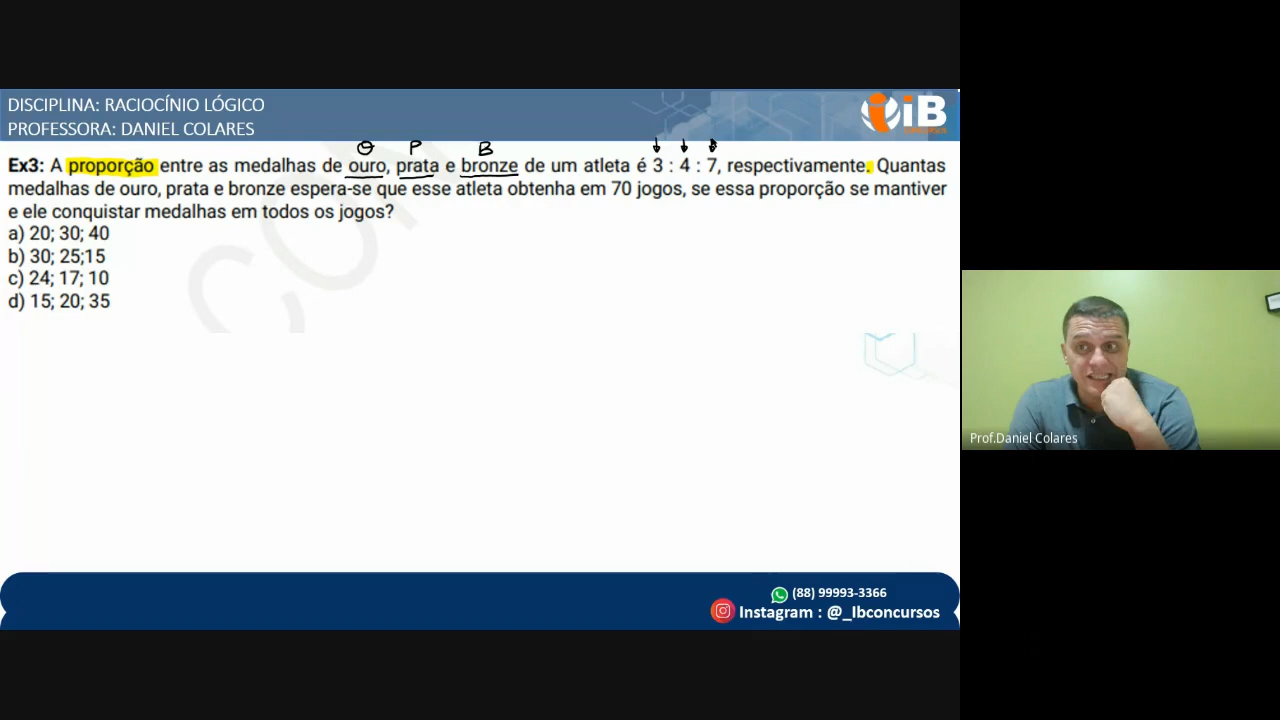 DISCIPLINA: RACIOCÍNIO LÓGICO
PROFESSORA: DANIEL COLARES
iB
O P B
Ex3: A proporção entre as medalhas de ouro, prata e bronze de um atleta é 3 : 4 : 7, respectivamente. Quantas
medalhas de ouro, prata e bronze espera-se que esse atleta obtenha em 70 jogos, se essa proporção se mantiver
e ele conquistar medalhas em todos os jogos?
a) 20; 30; 40
b) 30; 25;15
c) 24; 17; 10
d) 15; 20; 35
CON
Prof.Daniel Colares
(88) 99993-3366
Instagram : @_Ibconcursos